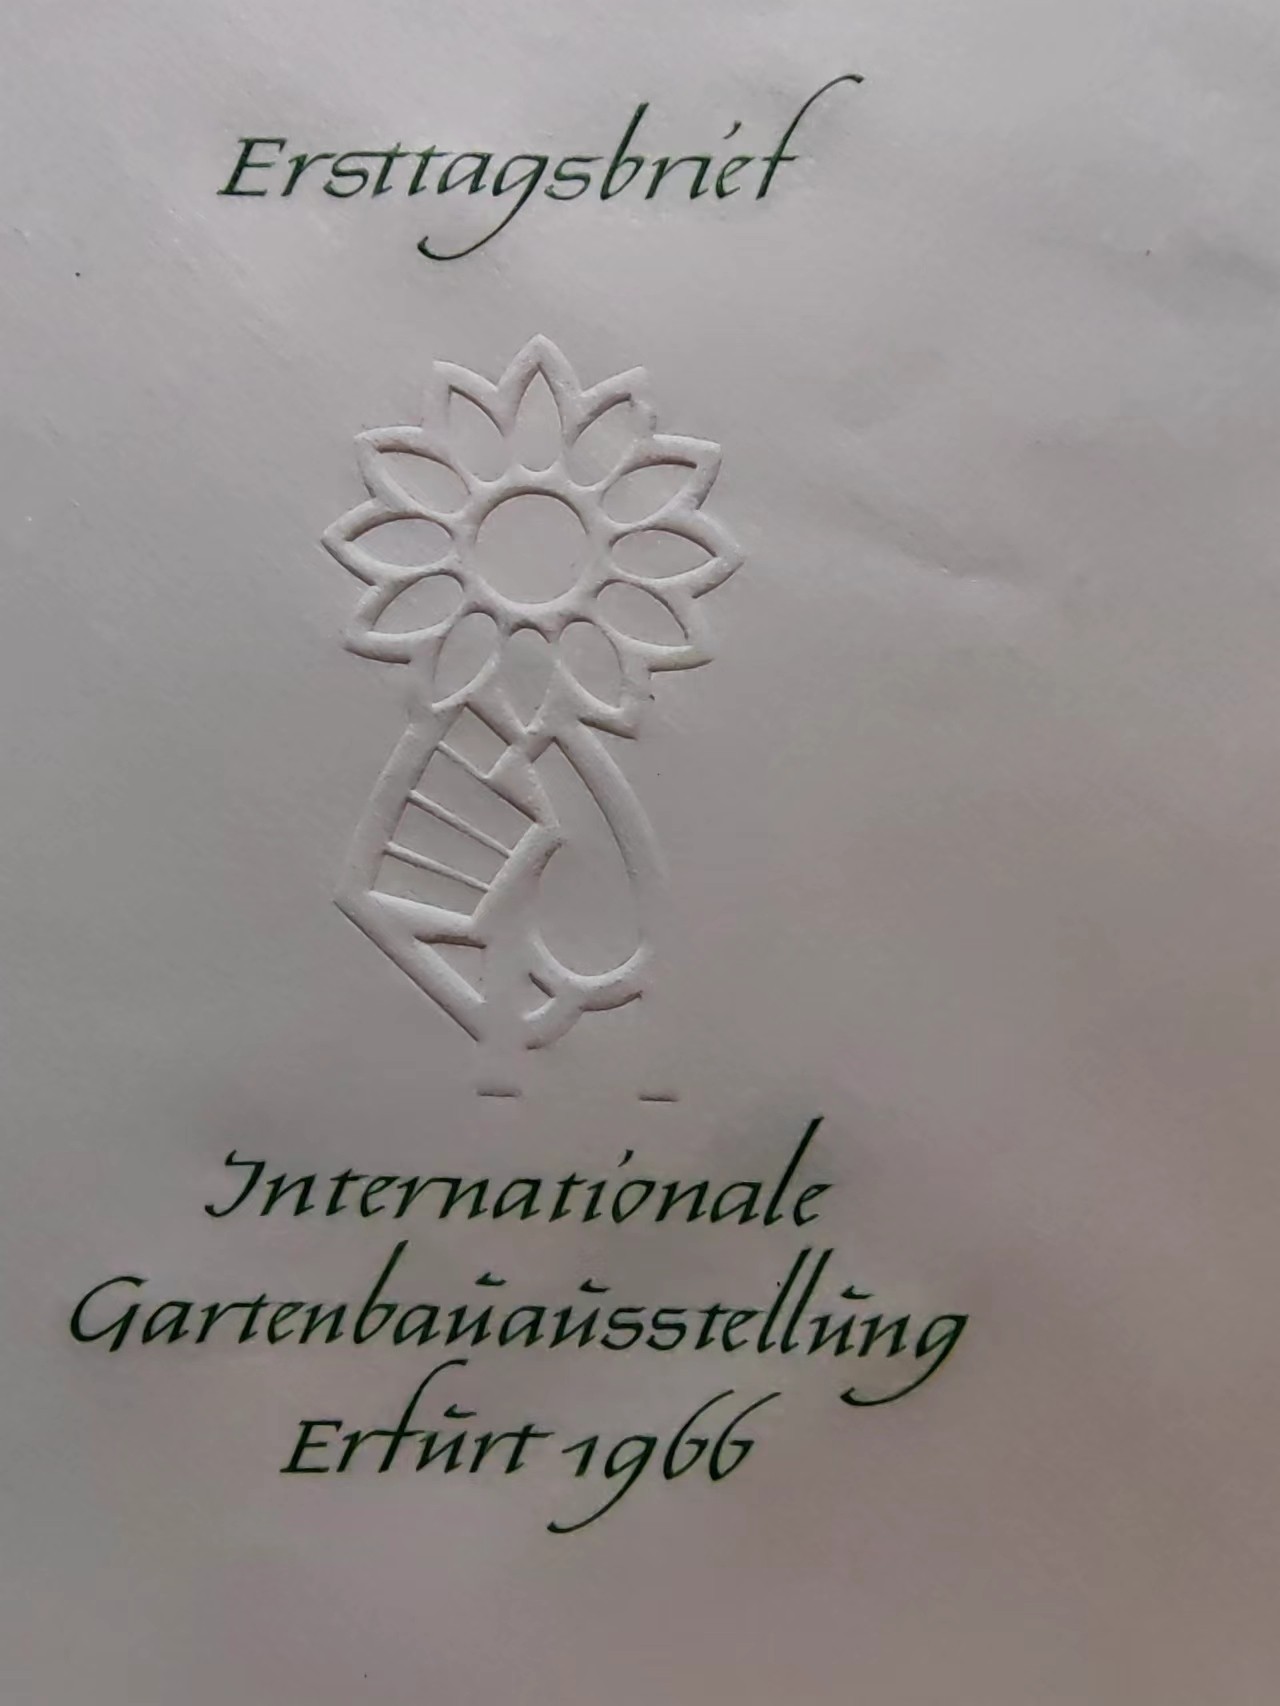 Ersttagsbrief
Internationale
Gartenbauausstellung
Erfurt 1966